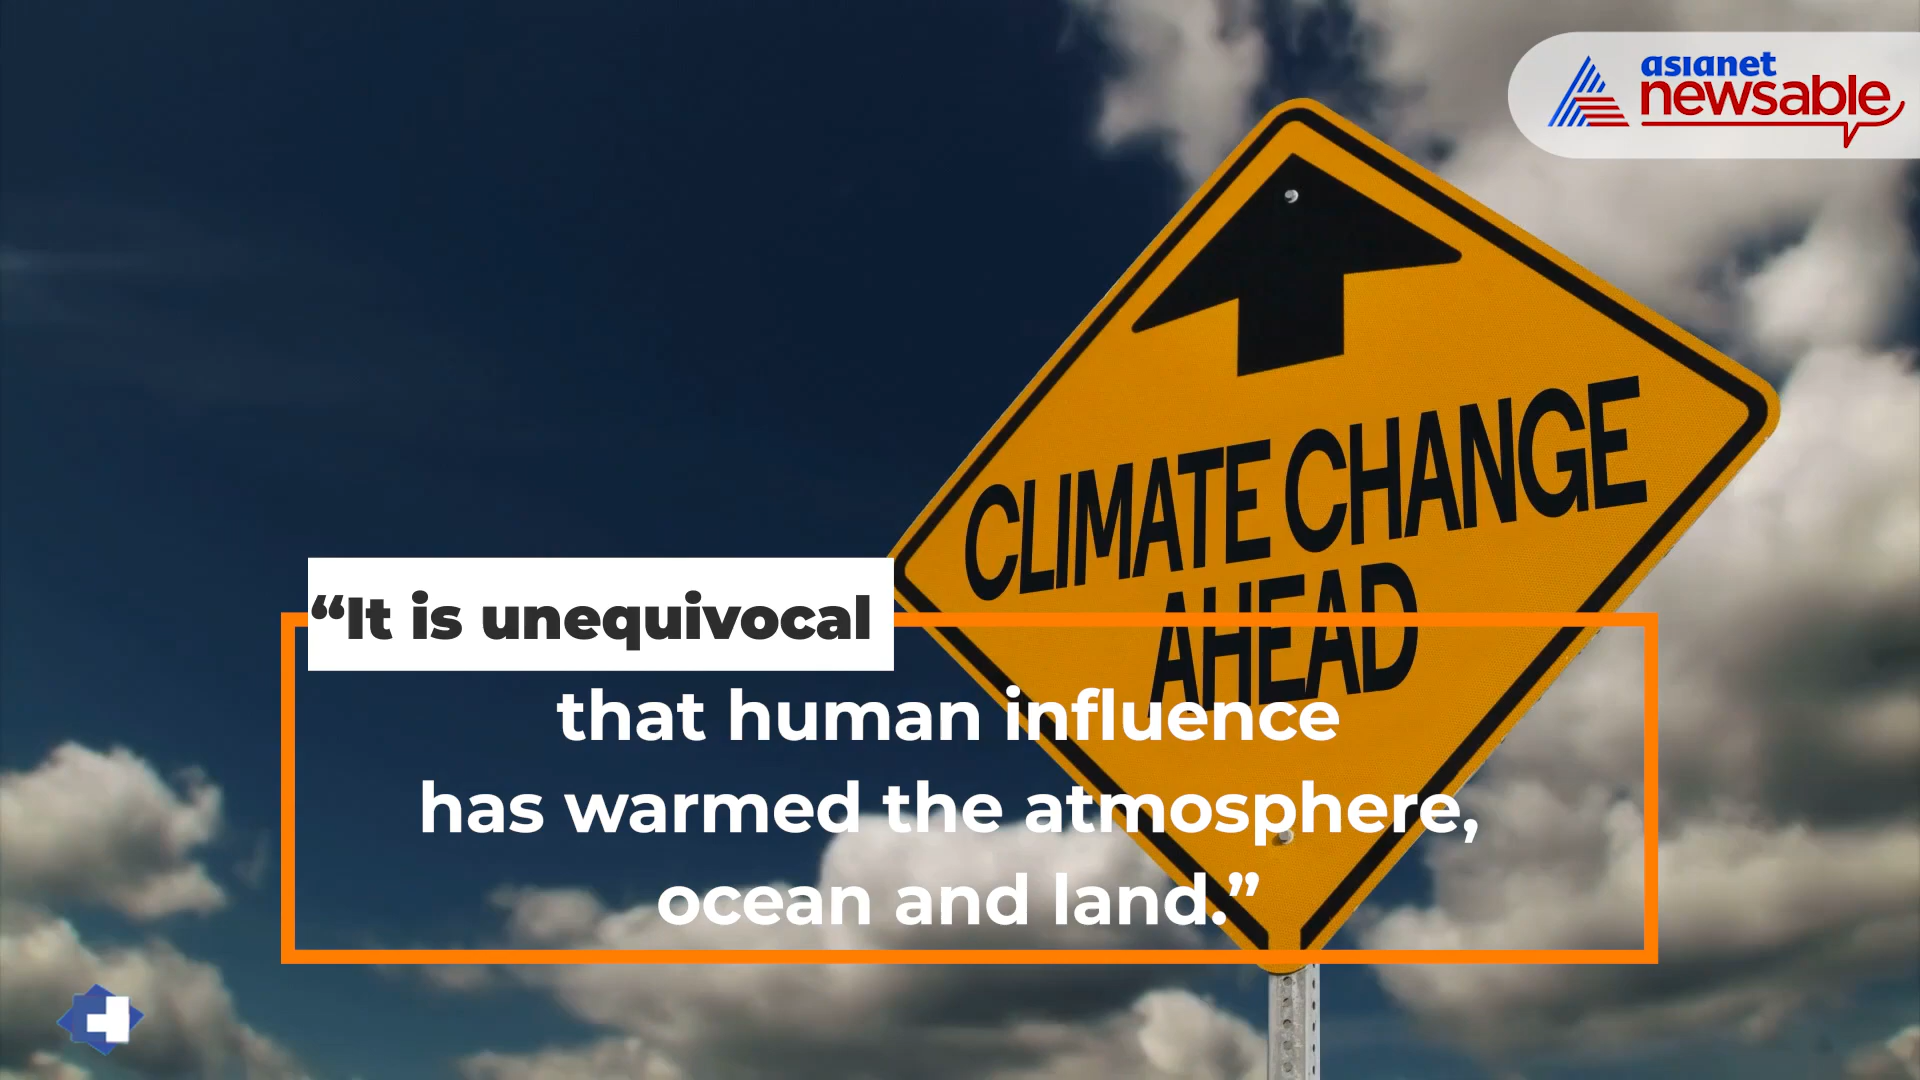 asianet
newsable
CLIMATE CHANGE
AHEAD
“It is unequivocal
that human influence
has warmed the atmosphere,
ocean and land.”